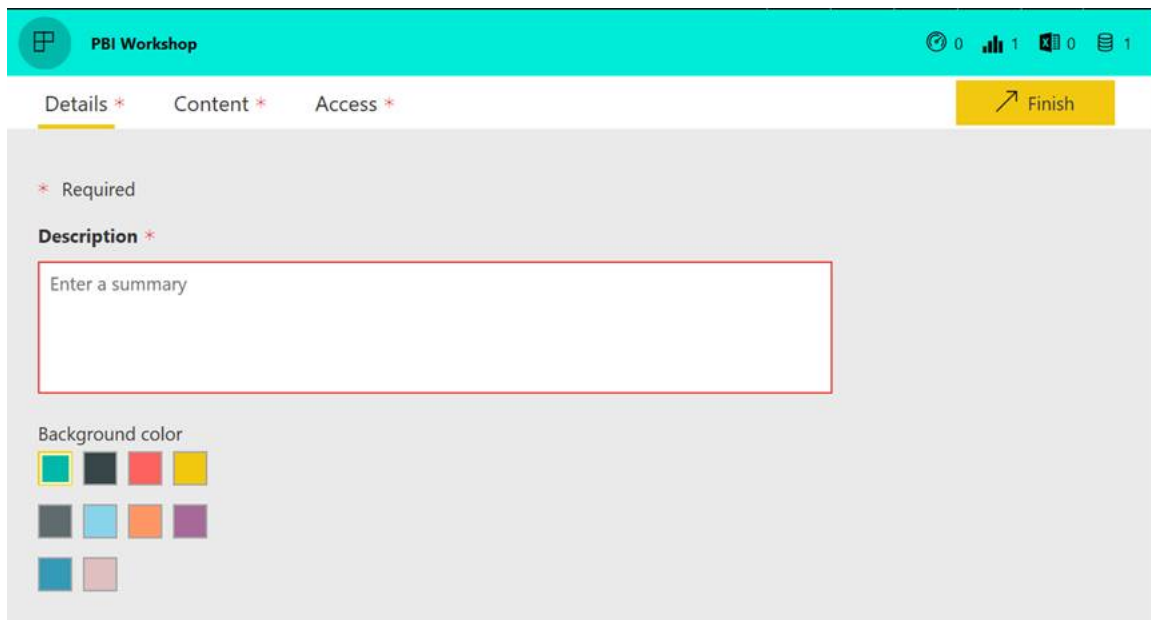 PBI Workshop 0 1 0 1
Details * Content * Access * Finish
* Required
Description *
Enter a summary
Background color